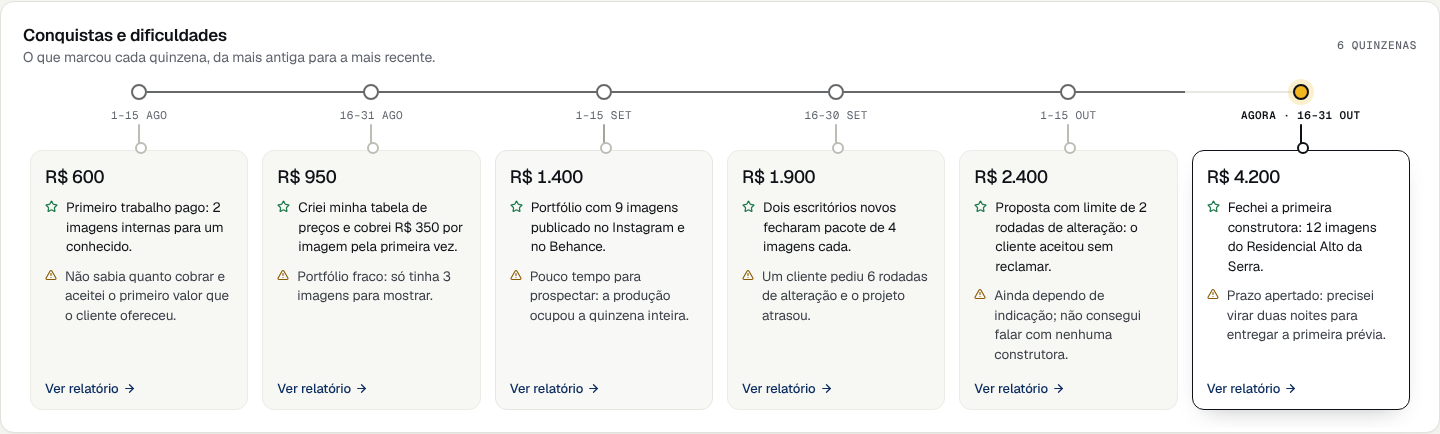 Conquistas e dificuldades
O que marcou cada quinzena, da mais antiga para a mais recente.
6 QUINZENAS
1-15 AGO
16-31 AGO
1-15 SET
16-30 SET
1-15 OUT
AGORA · 16-31 OUT
R$ 600
Primeiro trabalho pago: 2
imagens internas para um
conhecido.
Não sabia quanto cobrar e
aceitei o primeiro valor que
o cliente ofereceu.
Ver relatório →
R$ 950
Criei minha tabela de
preços e cobrei R$ 350 por
imagem pela primeira vez.
Portfólio fraco: só tinha 3
imagens para mostrar.
Ver relatório →
R$ 1.400
Portfólio com 9 imagens
publicado no Instagram e
no Behance.
Pouco tempo para
prospectar: a produção
ocupou a quinzena inteira.
Ver relatório →
R$ 1.900
Dois escritórios novos
fecharam pacote de 4
imagens cada.
Um cliente pediu 6 rodadas
de alteração e o projeto
atrasou.
Ver relatório →
R$ 2.400
Proposta com limite de 2
rodadas de alteração: o
cliente aceitou sem
reclamar.
Ainda dependo de
indicação; não consegui
falar com nenhuma
construtora.
Ver relatório →
R$ 4.200
Fechei a primeira
construtora: 12 imagens
do Residencial Alto da
Serra.
Prazo apertado: precisei
virar duas noites para
entregar a primeira prévia.
Ver relatório →